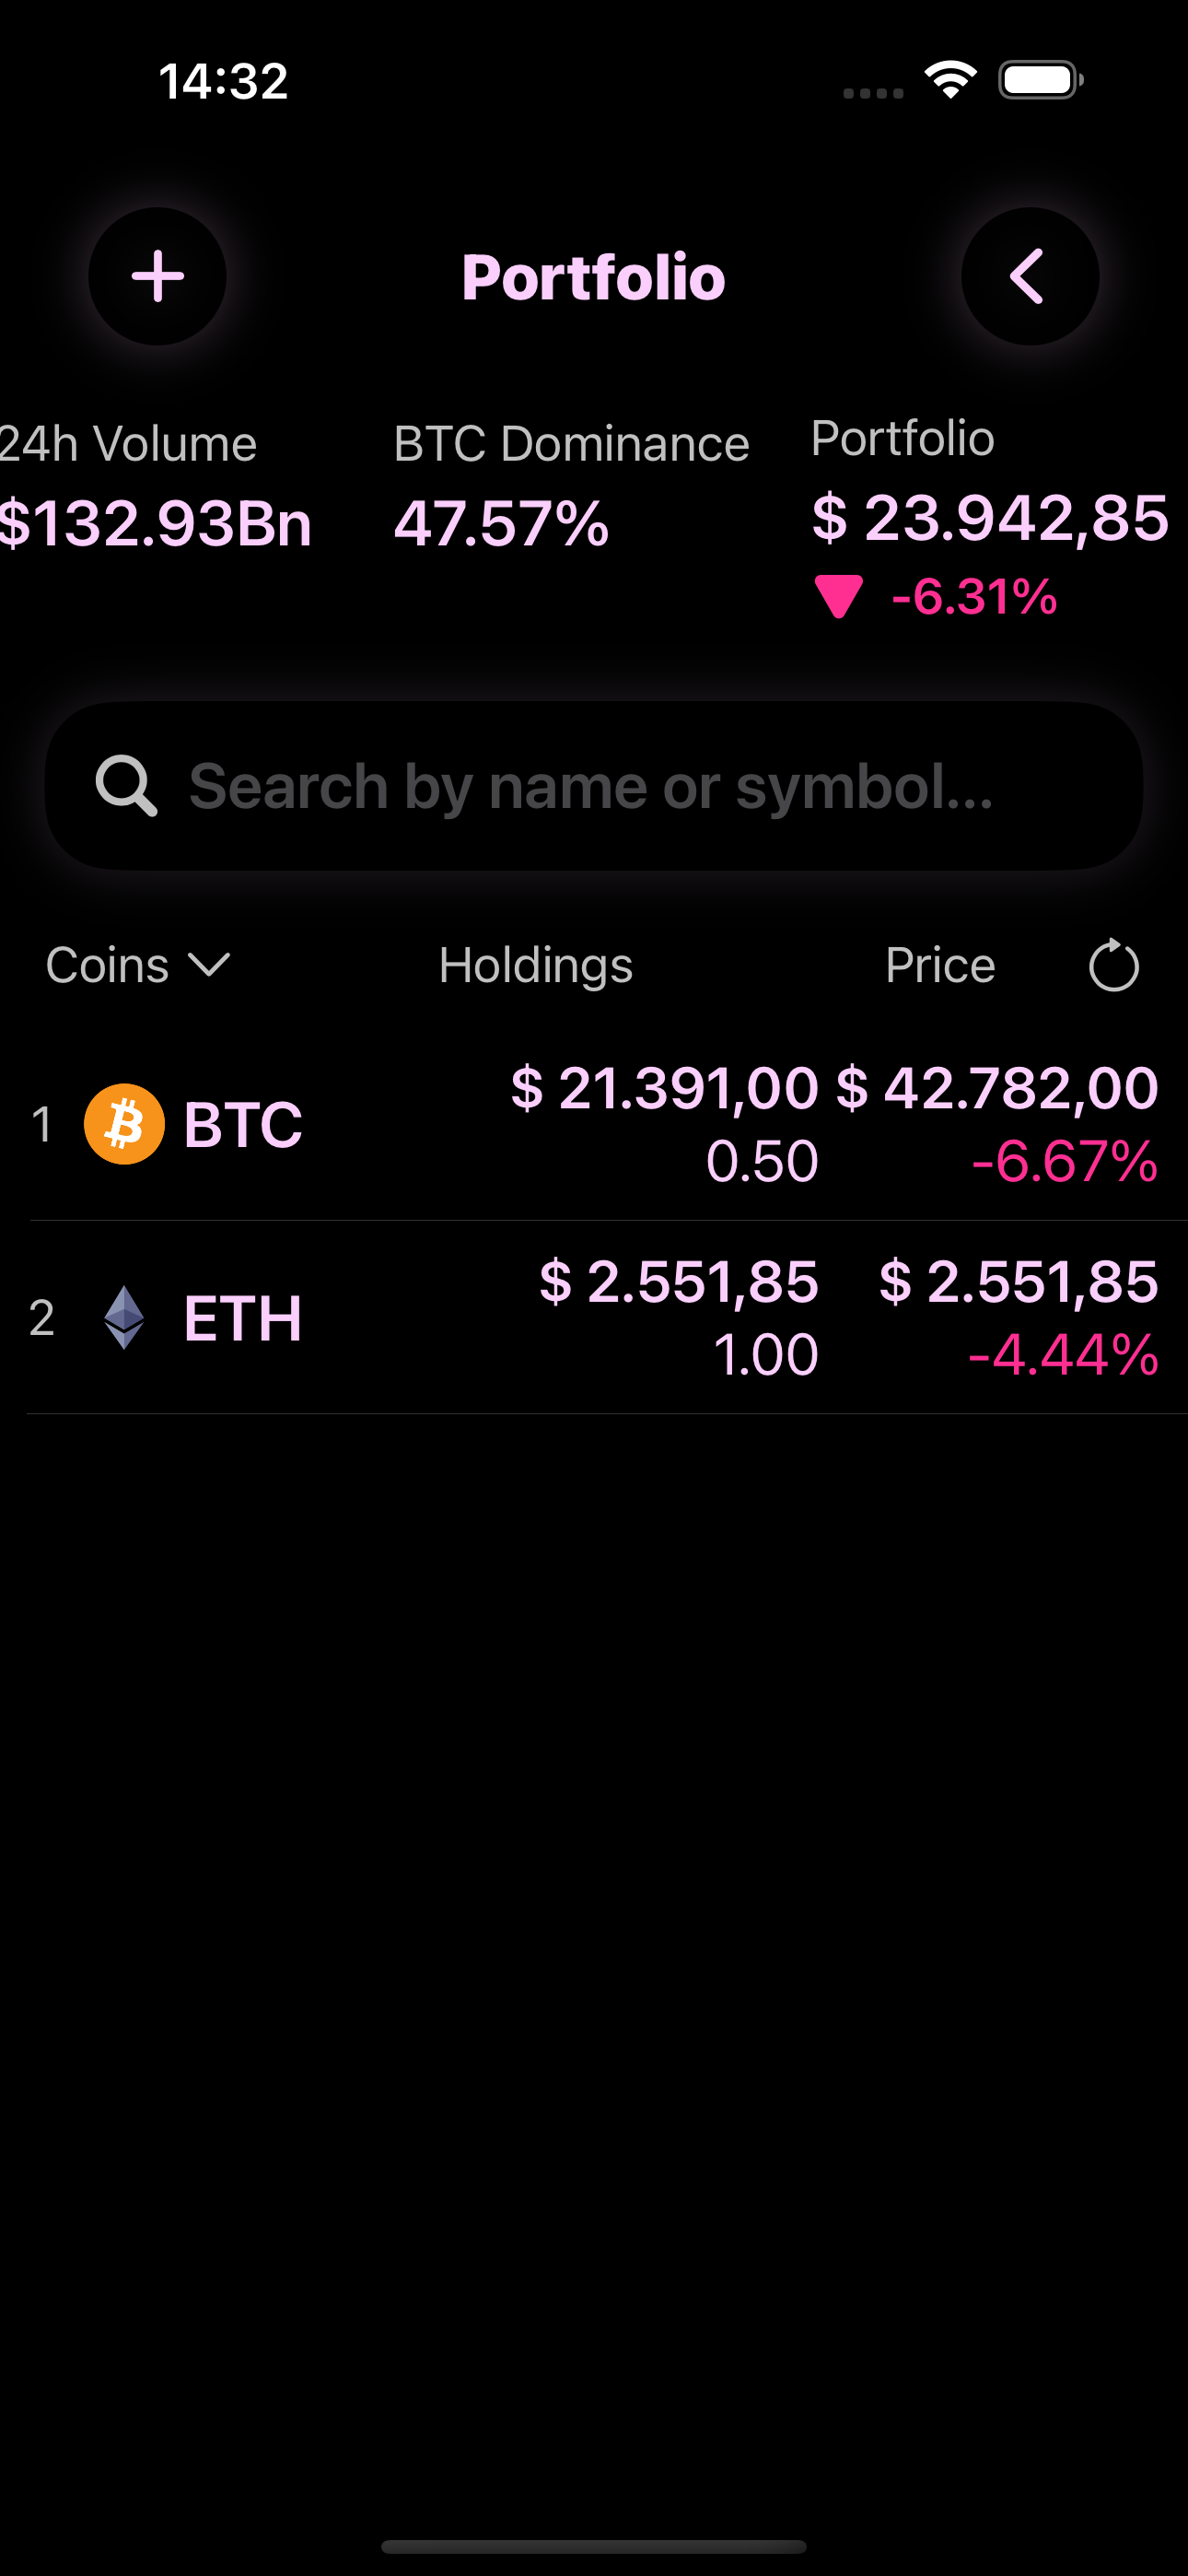 14:32
Portfolio
24h Volume BTC Dominance Portfolio
$132.93Bn 47.57% $ 23.942,85
-6.31%
Search by name or symbol...
Coins Holdings Price
$ 21.391,00 $ 42.782,00
1 BTC
0.50 -6.67%
$ 2.551,85 $ 2.551,85
2 ETH
1.00 -4.44%